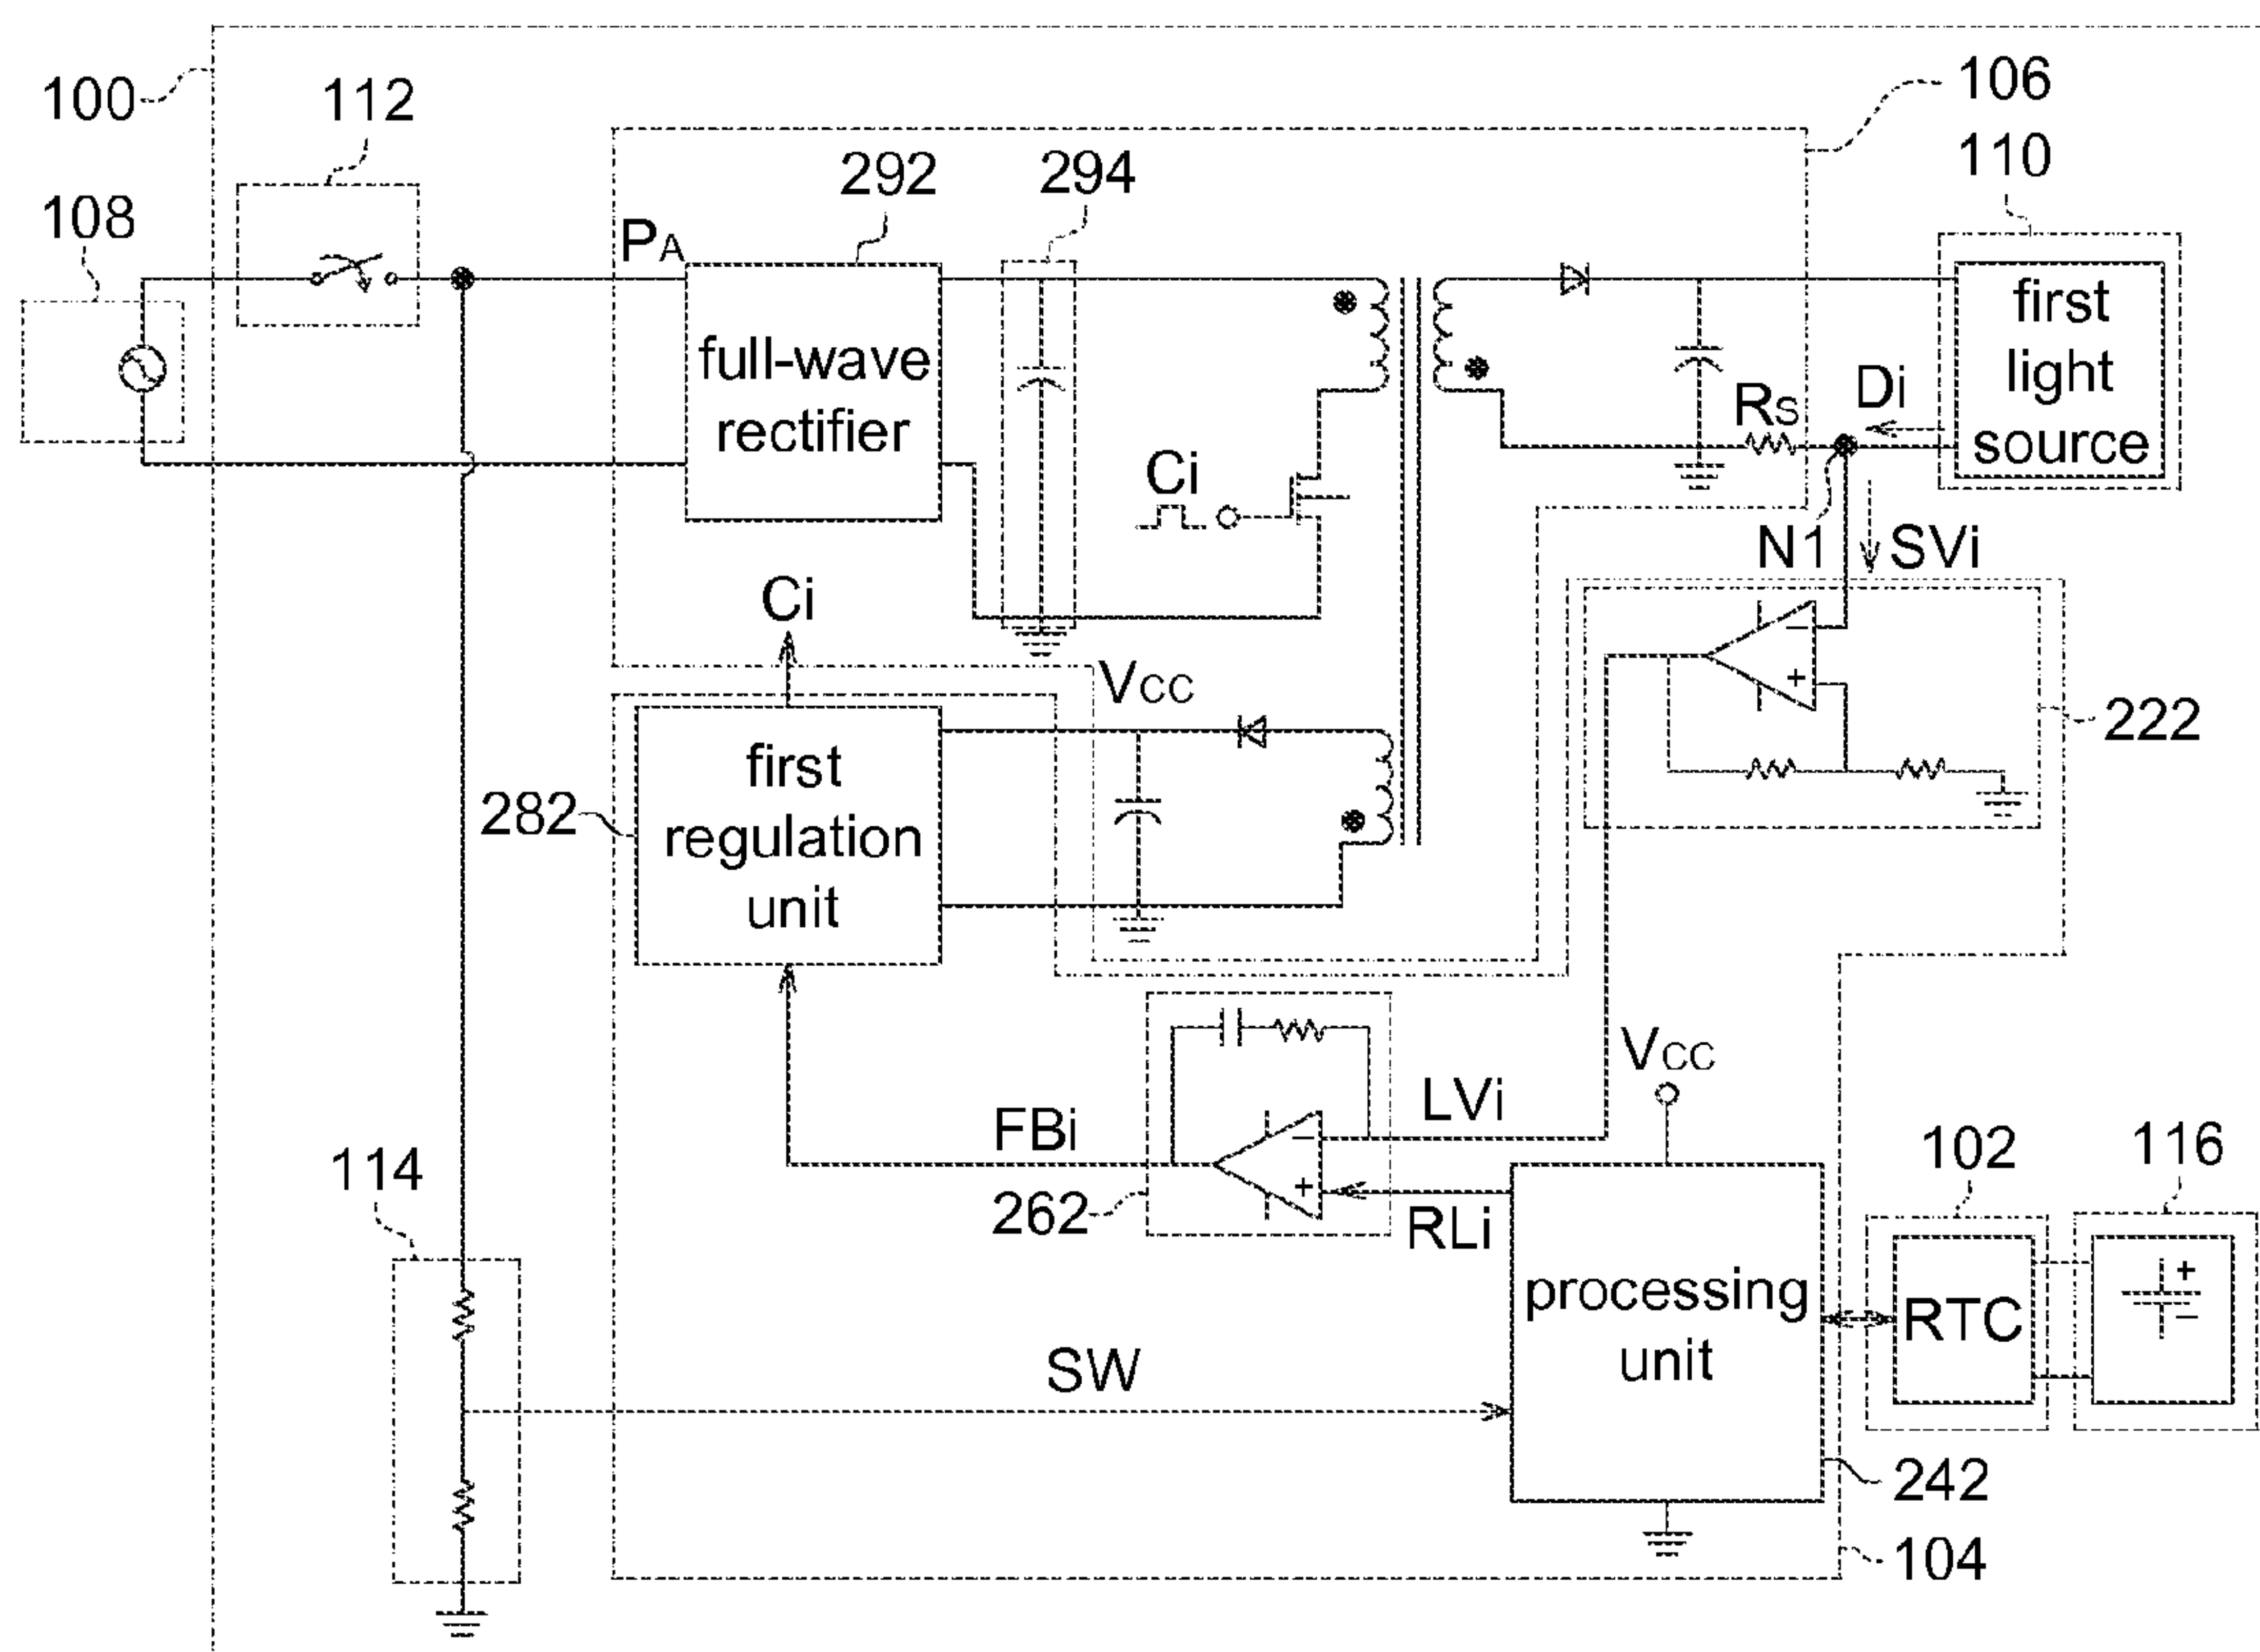 100
112
106
110
108
292
294
PA
full-wave
rectifier
first
light
source
RS
Di
Ci
N1
SVi
Ci
VCC
222
282
first
regulation
unit
−
+
VCC
LVi
FBi
262
−
+
RLi
114
102
116
processing
unit
RTC
+
−
SW
242
104